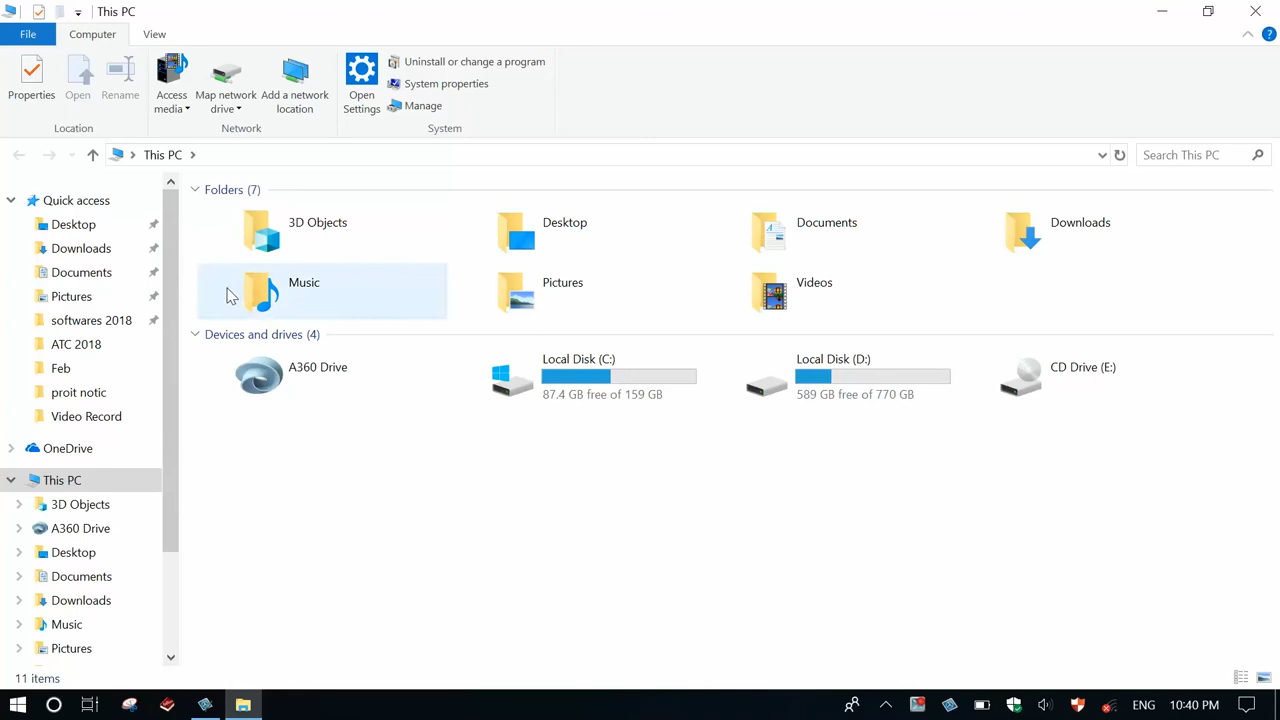 This PC
File
Computer
View
Properties
Open
Rename
Location
Access media
Map network drive
Add a network location
Network
Open Settings
Uninstall or change a program
System properties
Manage
System
This PC
Search This PC
Quick access
Desktop
Downloads
Documents
Pictures
softwares 2018
ATC 2018
Feb
proit notic
Video Record
OneDrive
This PC
3D Objects
A360 Drive
Desktop
Documents
Downloads
Music
Pictures
Folders (7)
3D Objects
Desktop
Documents
Downloads
Music
Pictures
Videos
Devices and drives (4)
A360 Drive
Local Disk (C:)
87.4 GB free of 159 GB
Local Disk (D:)
589 GB free of 770 GB
CD Drive (E:)
11 items
ENG
10:40 PM